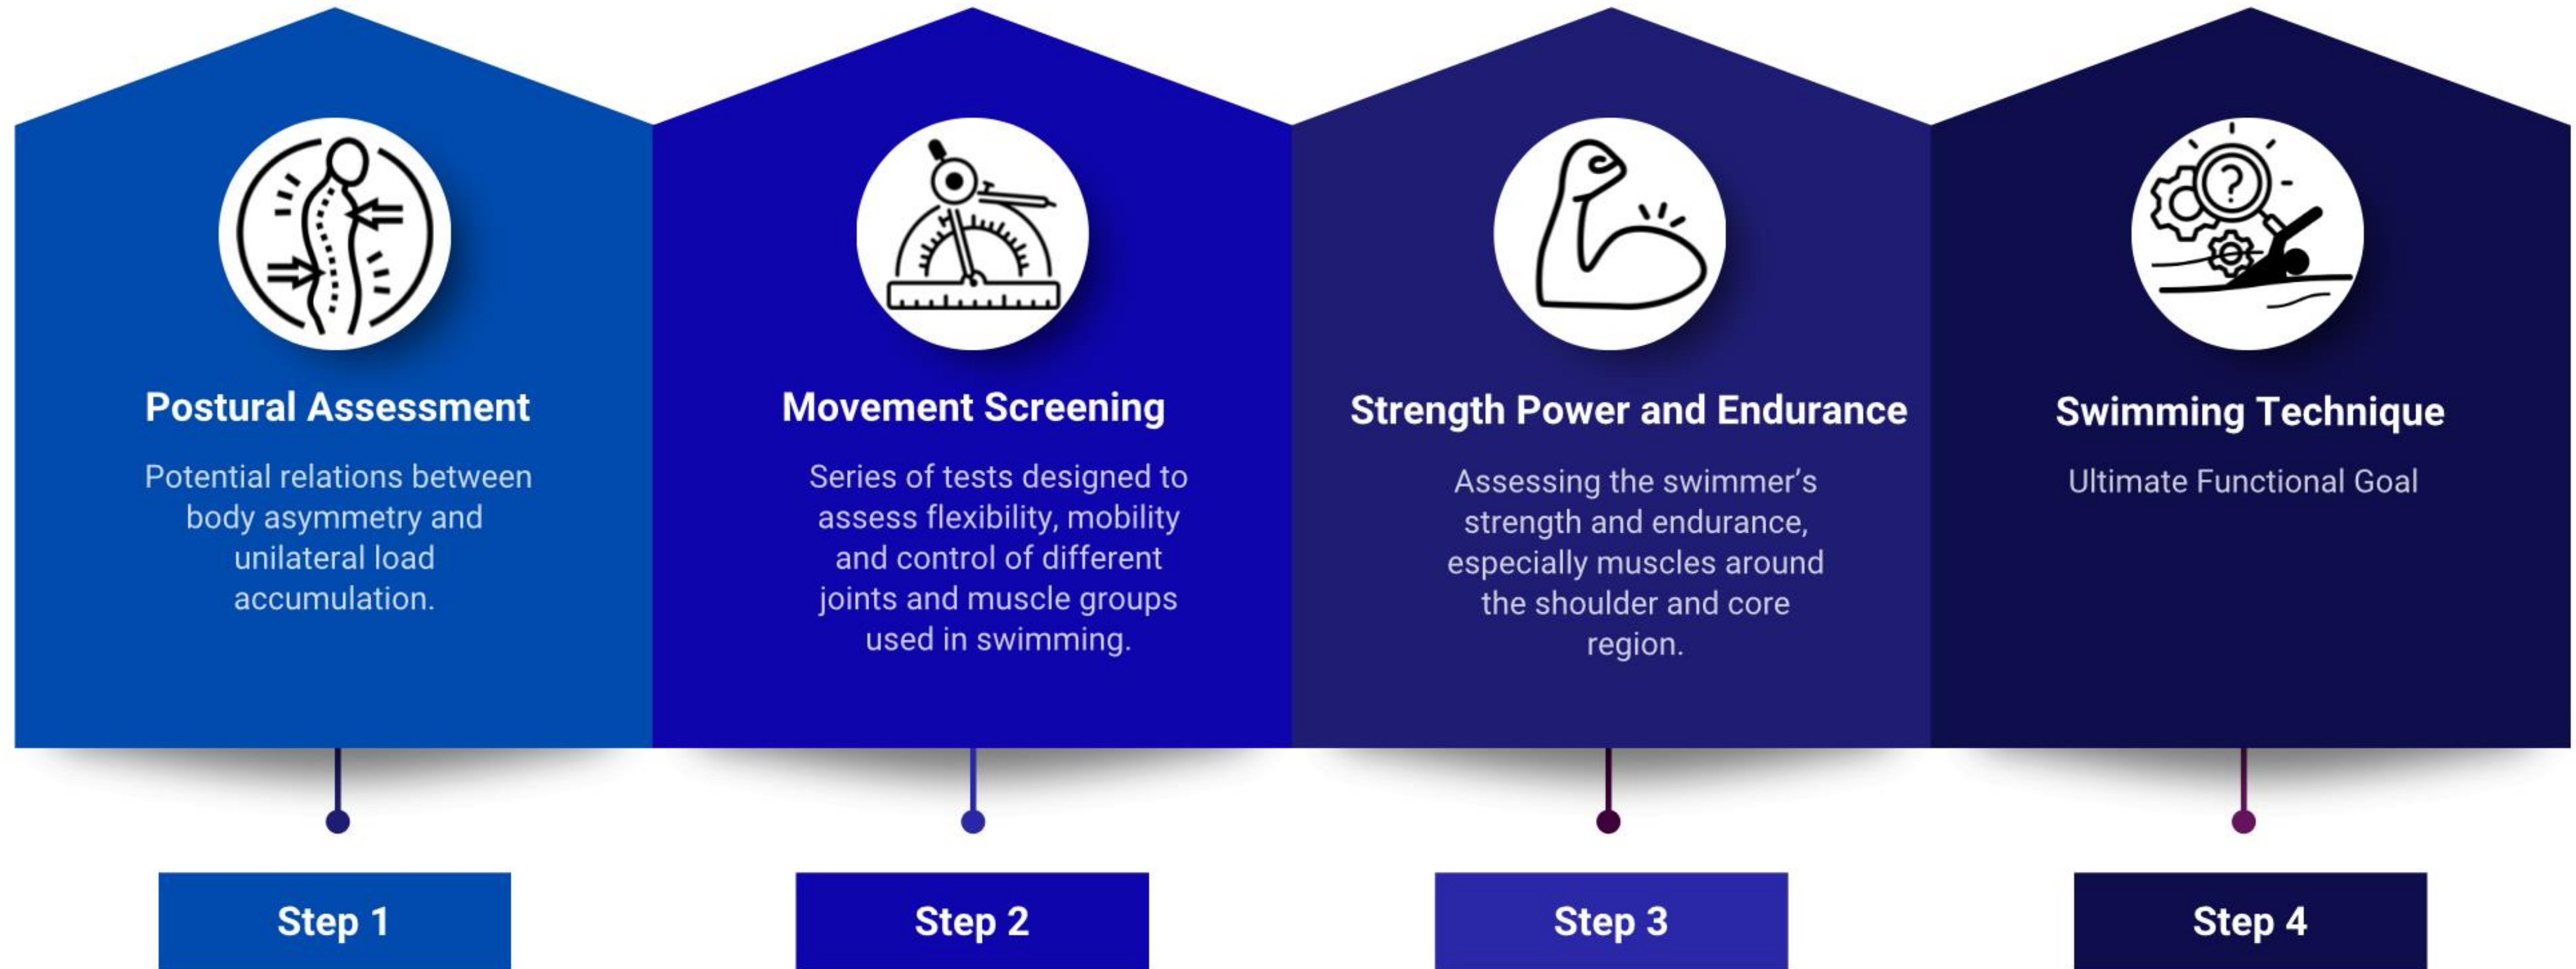 Postural Assessment
Potential relations between
body asymmetry and
unilateral load
accumulation.
Step 1
Movement Screening
Series of tests designed to
assess flexibility, mobility
and control of different
joints and muscle groups
used in swimming.
Step 2
Strength Power and Endurance
Assessing the swimmer’s
strength and endurance,
especially muscles around
the shoulder and core
region.
Step 3
?
Swimming Technique
Ultimate Functional Goal
Step 4